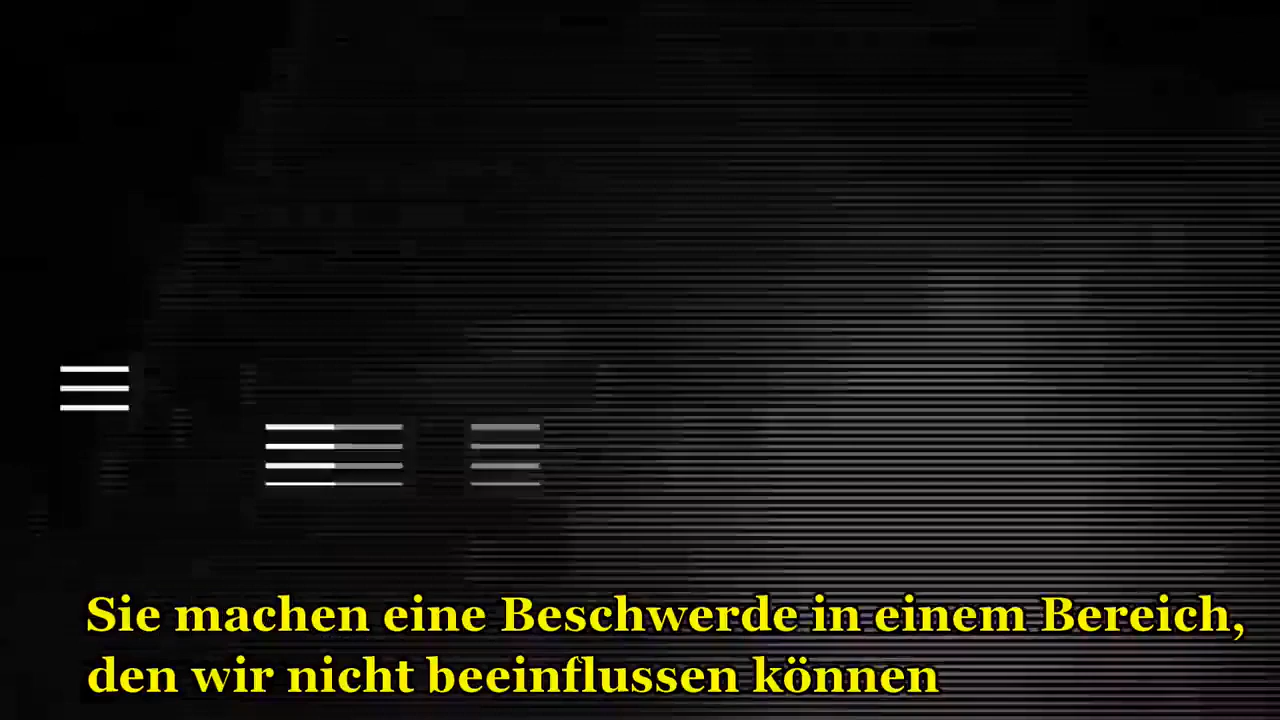 Sie machen eine Beschwerde in einem Bereich,
den wir nicht beeinflussen können